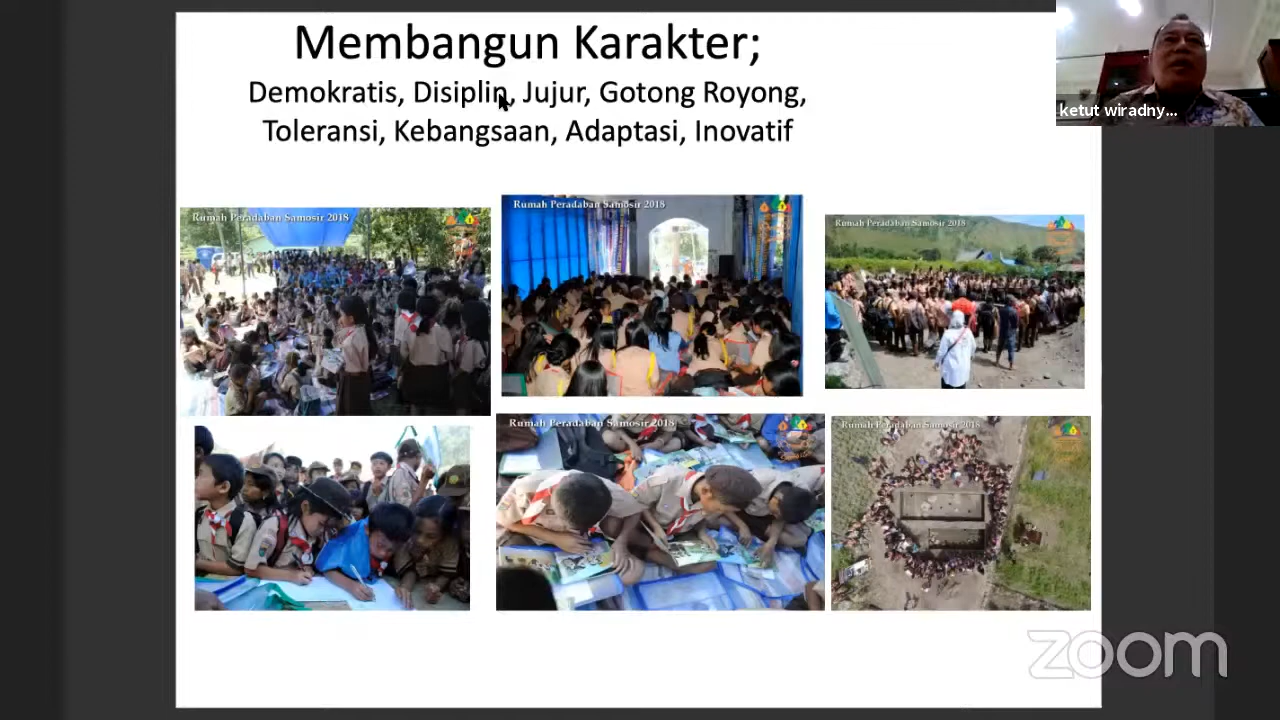 Membangun Karakter;
Demokratis, Disiplin, Jujur, Gotong Royong,
Toleransi, Kebangsaan, Adaptasi, Inovatif
ketut wiradny...
Rumah Peradaban Samosir 2018
Rumah Peradaban Samosir 2018
Rumah Peradaban Samosir 2018
Rumah Peradaban Samosir 2018
Rumah Peradaban Samosir 2018
zoom